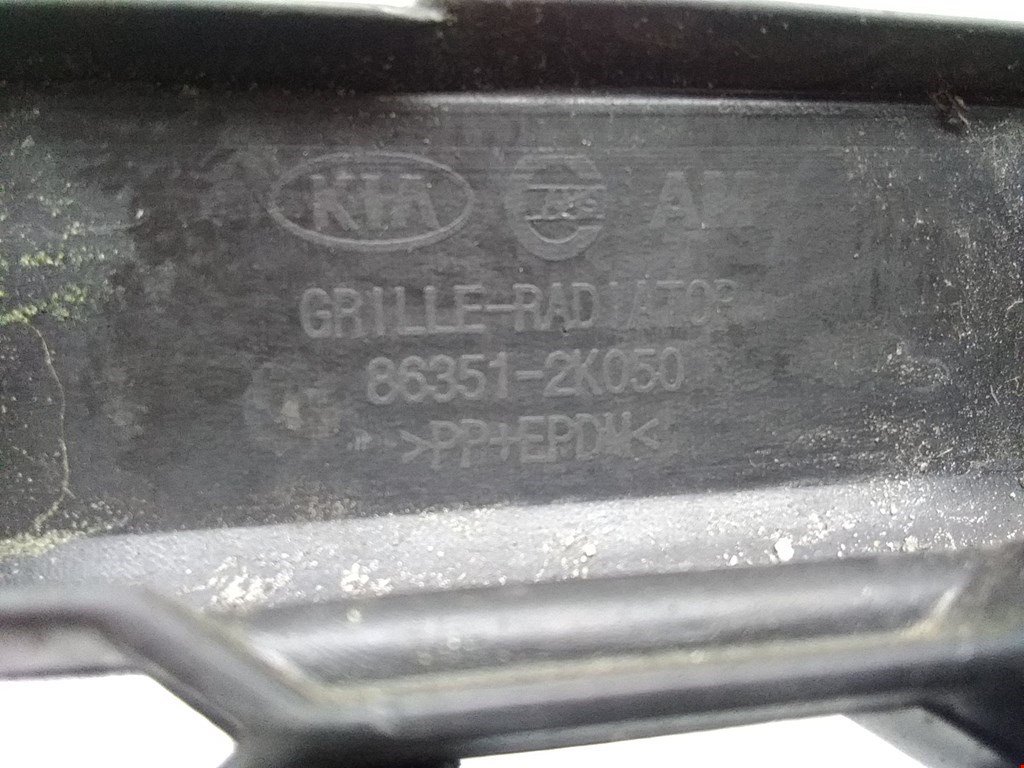 KIA AM
GRILLE-RADIATOR
86351-2K050
>PP+EPDM<